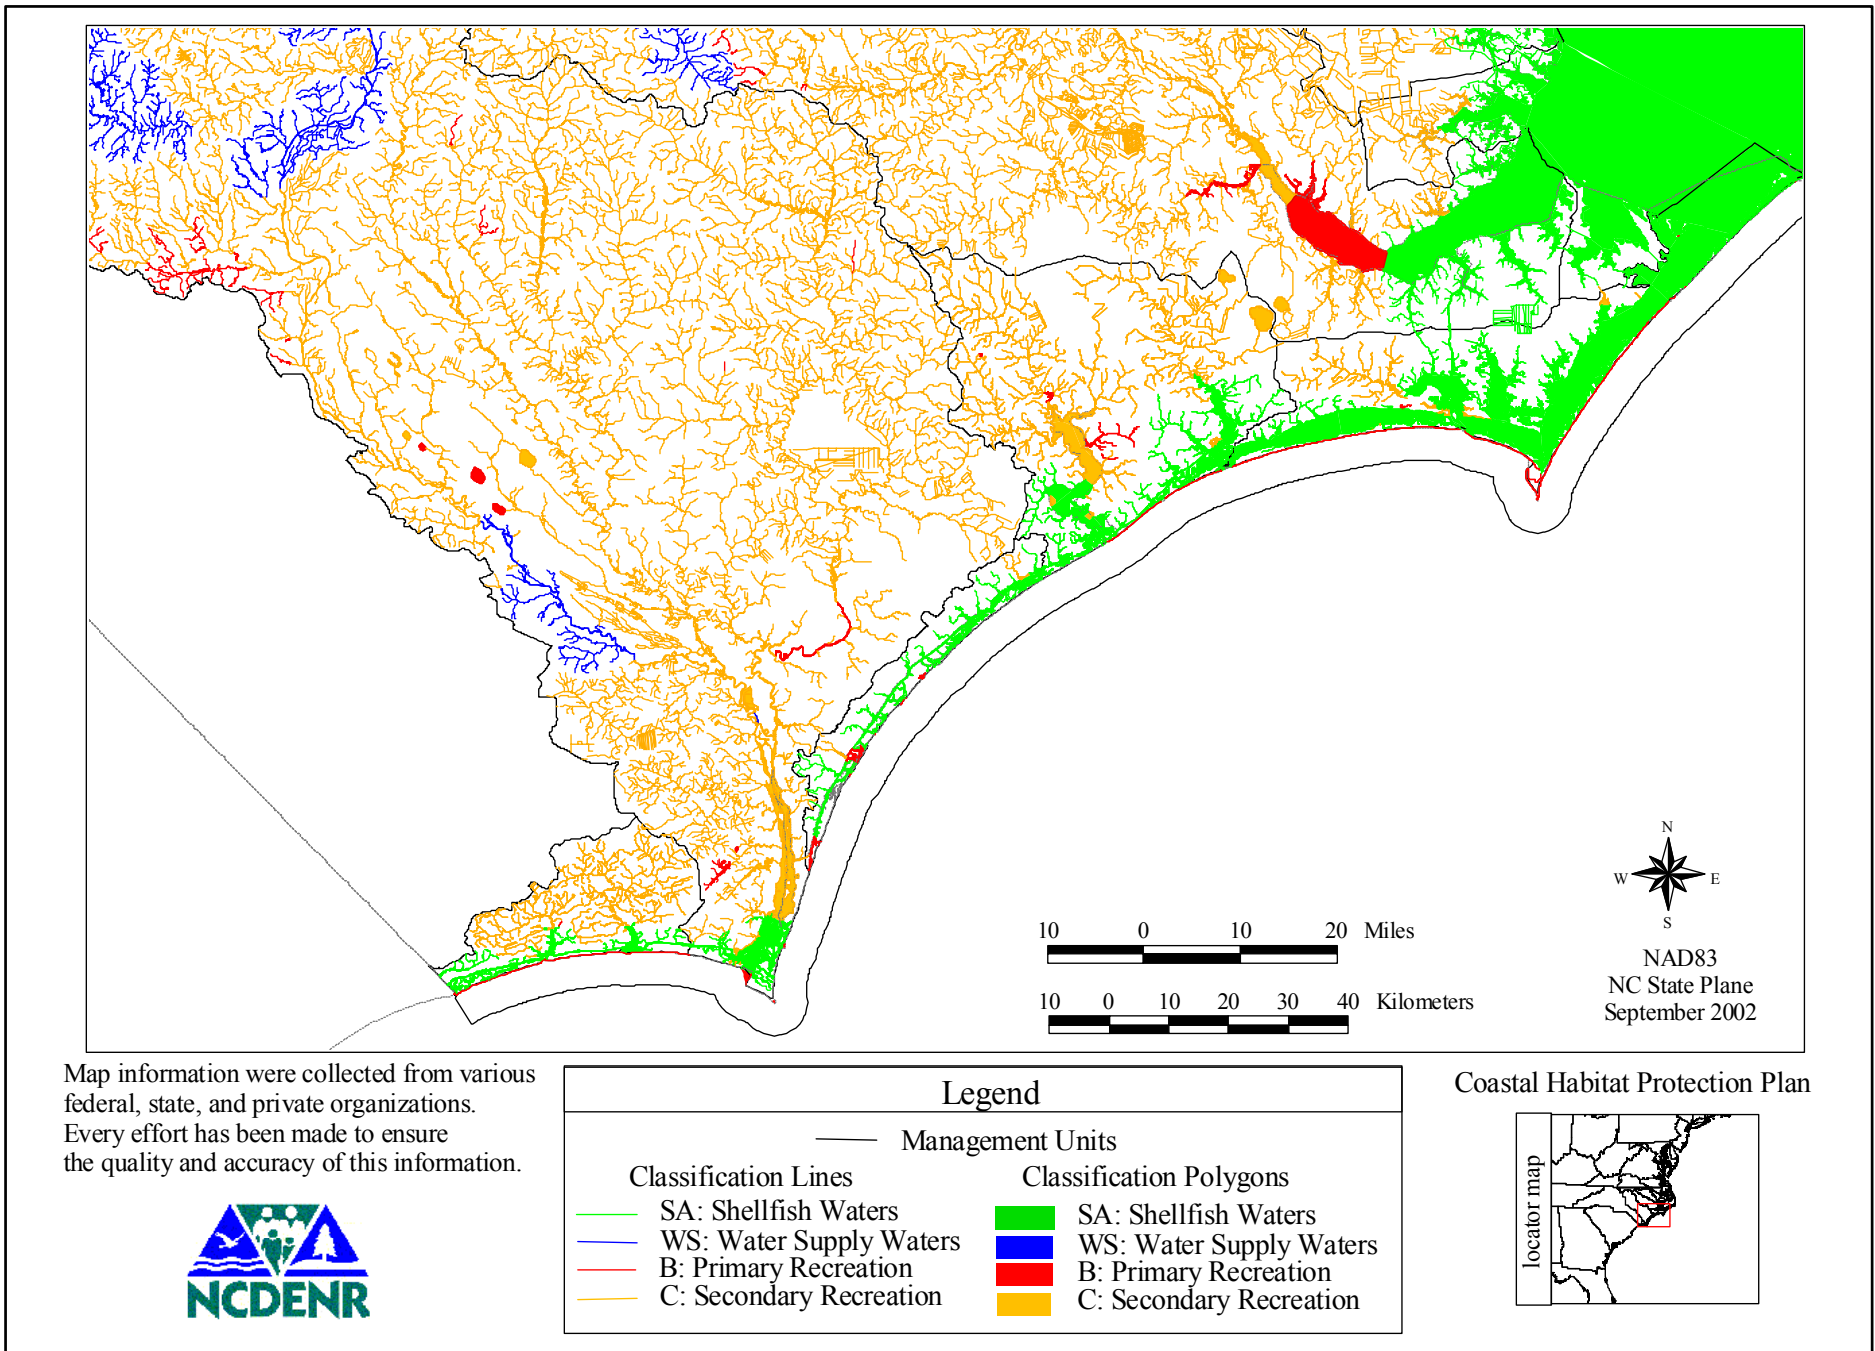 N
W E
S
NAD83
NC State Plane
September 2002
10 0 10 20 Miles
10 0 10 20 30 40 Kilometers
Map information were collected from various
federal, state, and private organizations.
Every effort has been made to ensure
the quality and accuracy of this information.
NCDENR
Legend
Management Units
Classification Lines
SA: Shellfish Waters
WS: Water Supply Waters
B: Primary Recreation
C: Secondary Recreation
Classification Polygons
SA: Shellfish Waters
WS: Water Supply Waters
B: Primary Recreation
C: Secondary Recreation
Coastal Habitat Protection Plan
locator map